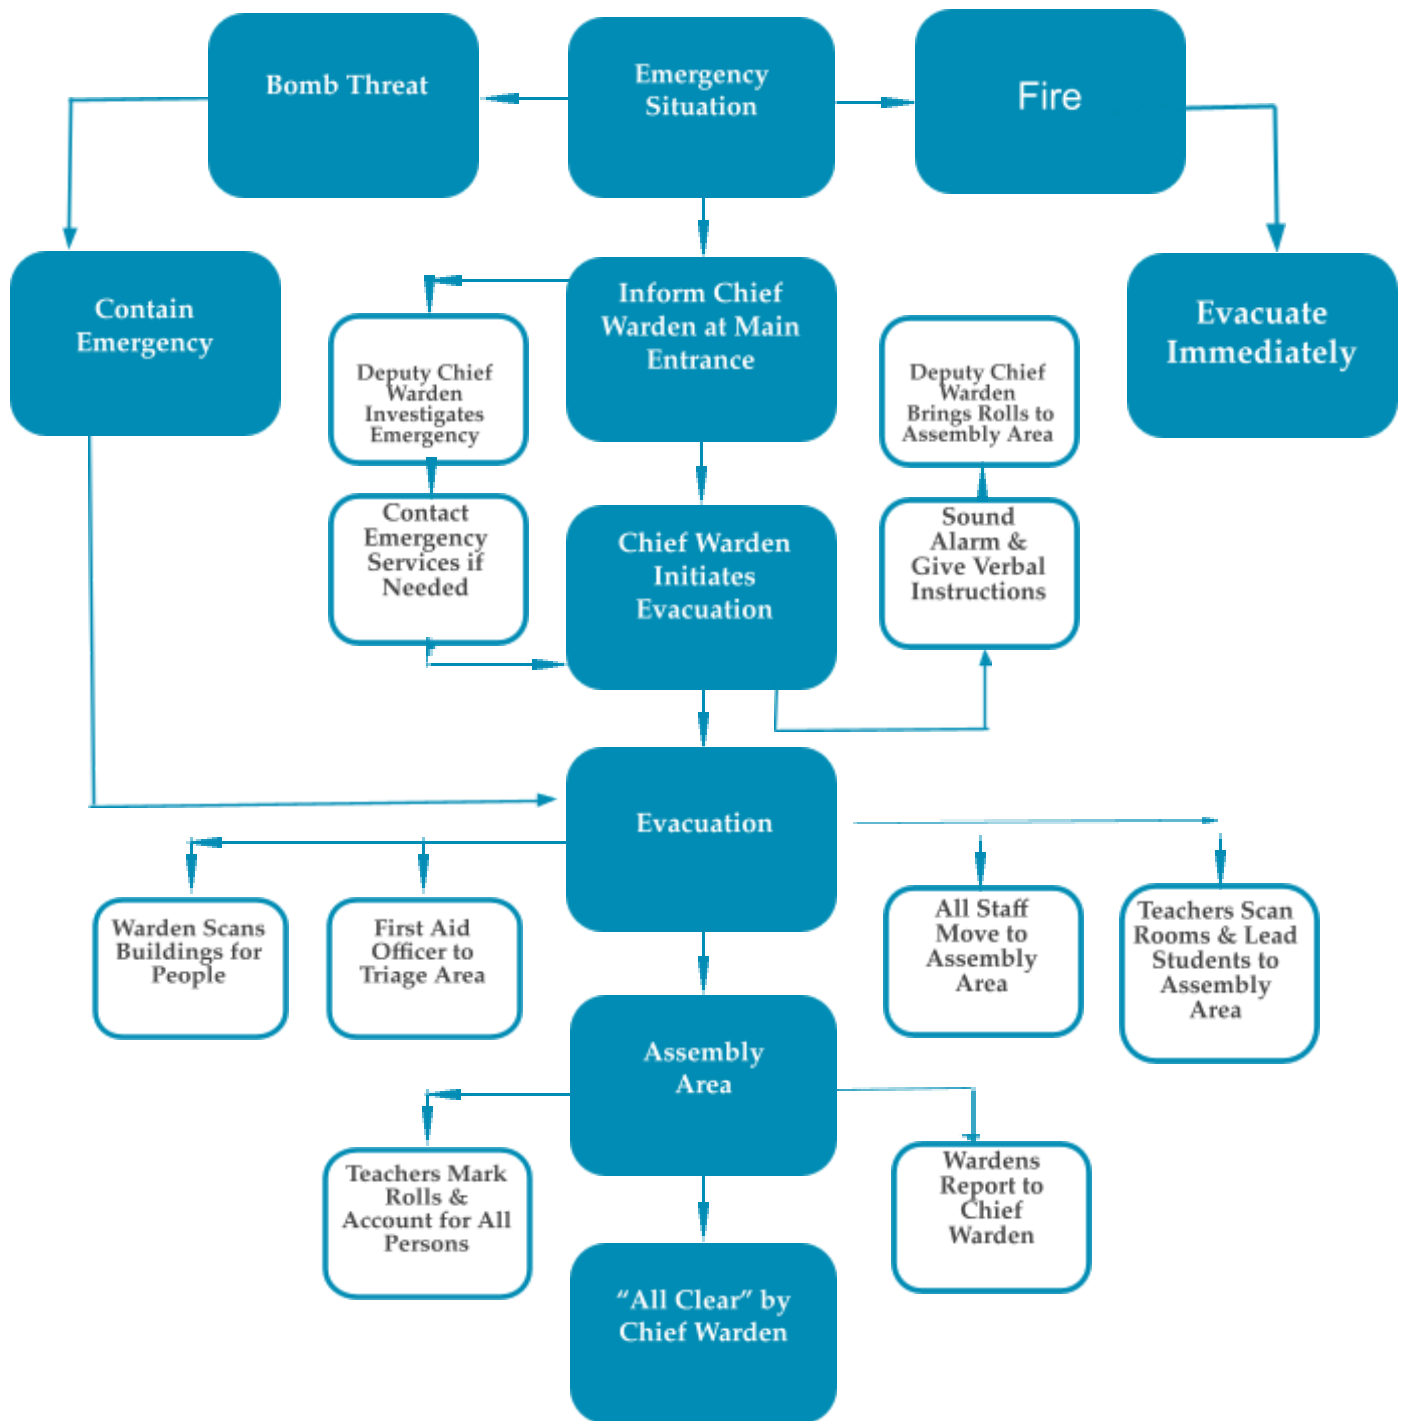 Bomb Threat
Emergency
Situation
Fire
Contain
Emergency
Inform Chief
Warden at Main
Entrance
Evacuate
Immediately
Deputy Chief
Warden
Investigates
Emergency
Deputy Chief
Warden
Brings Rolls to
Assembly Area
Contact
Emergency
Services if
Needed
Chief Warden
Initiates
Evacuation
Sound
Alarm &
Give Verbal
Instructions
Evacuation
Warden Scans
Buildings for
People
First Aid
Officer to
Triage Area
All Staff
Move to
Assembly
Area
Teachers Scan
Rooms & Lead
Students to
Assembly
Area
Assembly
Area
Teachers Mark
Rolls &
Account for All
Persons
Wardens
Report to
Chief
Warden
“All Clear” by
Chief Warden